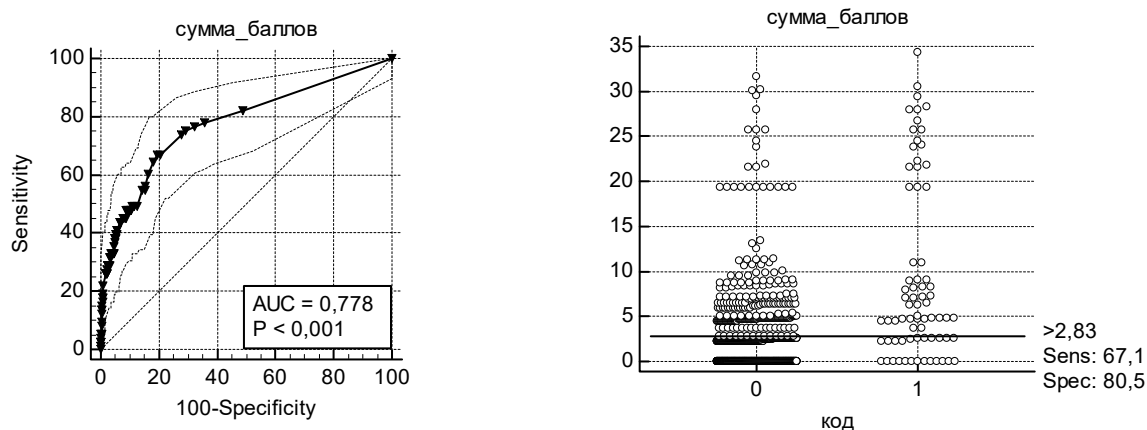 сумма_баллов
100
80
60
40
20
0
Sensitivity
AUC = 0,778
P < 0,001
0 20 40 60 80 100
100-Specificity
сумма_баллов
35
30
25
20
15
10
5
0
>2,83
Sens: 67,1
Spec: 80,5
0 1
код